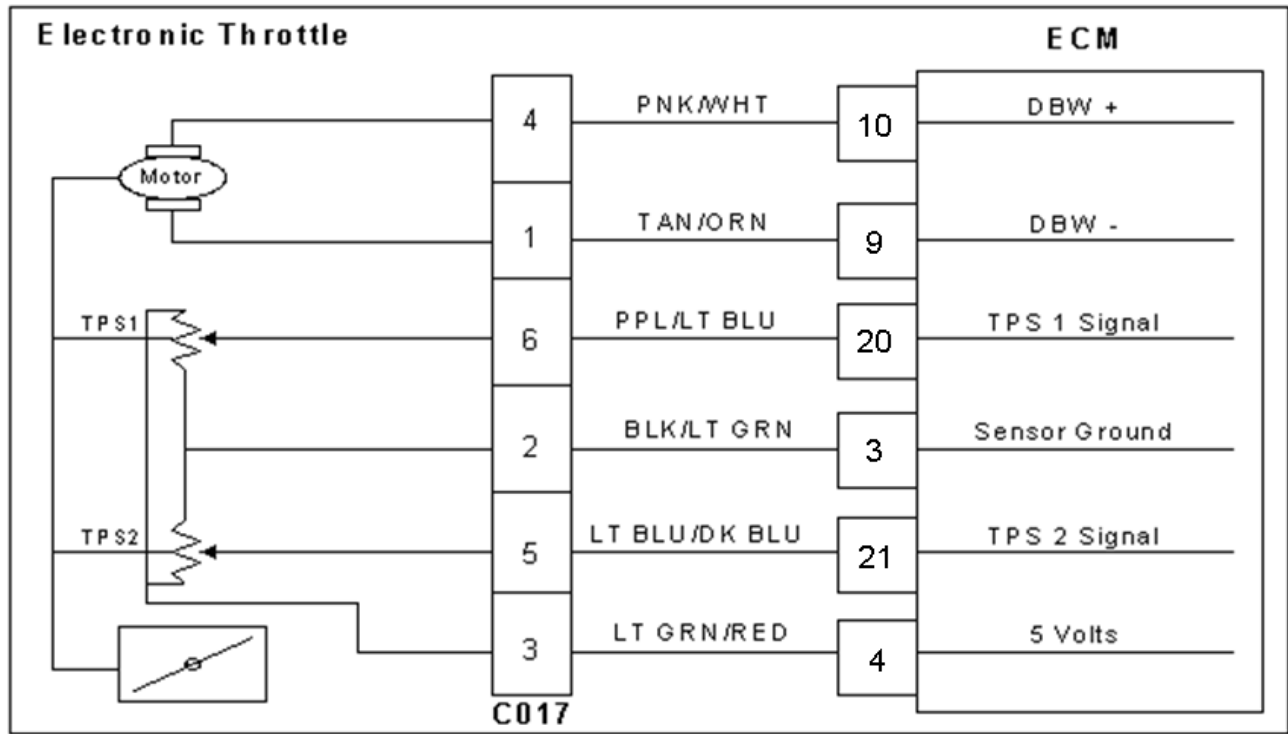 Electronic Throttle
ECM
4
PNK/WHT
10
DBW +
Motor
1
TAN/ORN
9
DBW -
TPS1
6
PPL/LT BLU
20
TPS 1 Signal
2
BLK/LT GRN
3
Sensor Ground
TPS2
5
LT BLU/DK BLU
21
TPS 2 Signal
3
LT GRN/RED
4
5 Volts
C017